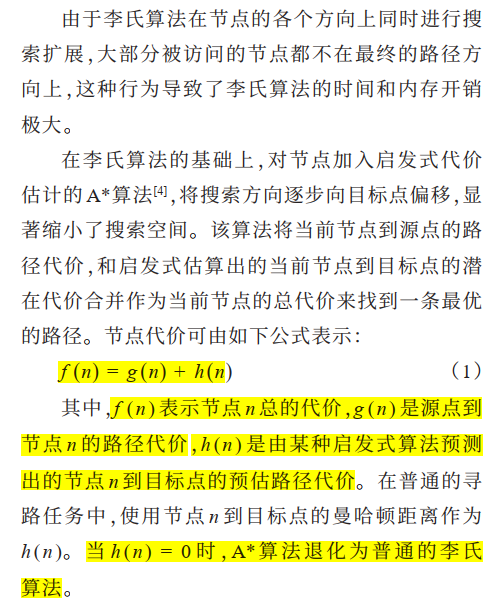 由于李氏算法在节点的各个方向上同时进行搜
索扩展,大部分被访问的节点都不在最终的路径方
向上,这种行为导致了李氏算法的时间和内存开销
极大。
在李氏算法的基础上,对节点加入启发式代价
估计的A*算法[4],将搜索方向逐步向目标点偏移,显
著缩小了搜索空间。该算法将当前节点到源点的路
径代价,和启发式估算出的当前节点到目标点的潜
在代价合并作为当前节点的总代价来找到一条最优
的路径。节点代价可由如下公式表示:
f(n) = g(n) + h(n) (1)
其中,f(n)表示节点n总的代价,g(n)是源点到
节点n的路径代价,h(n)是由某种启发式算法预测
出的节点n到目标点的预估路径代价。在普通的寻
路任务中,使用节点n到目标点的曼哈顿距离作为
h(n)。当h(n) = 0时,A*算法退化为普通的李氏
算法。